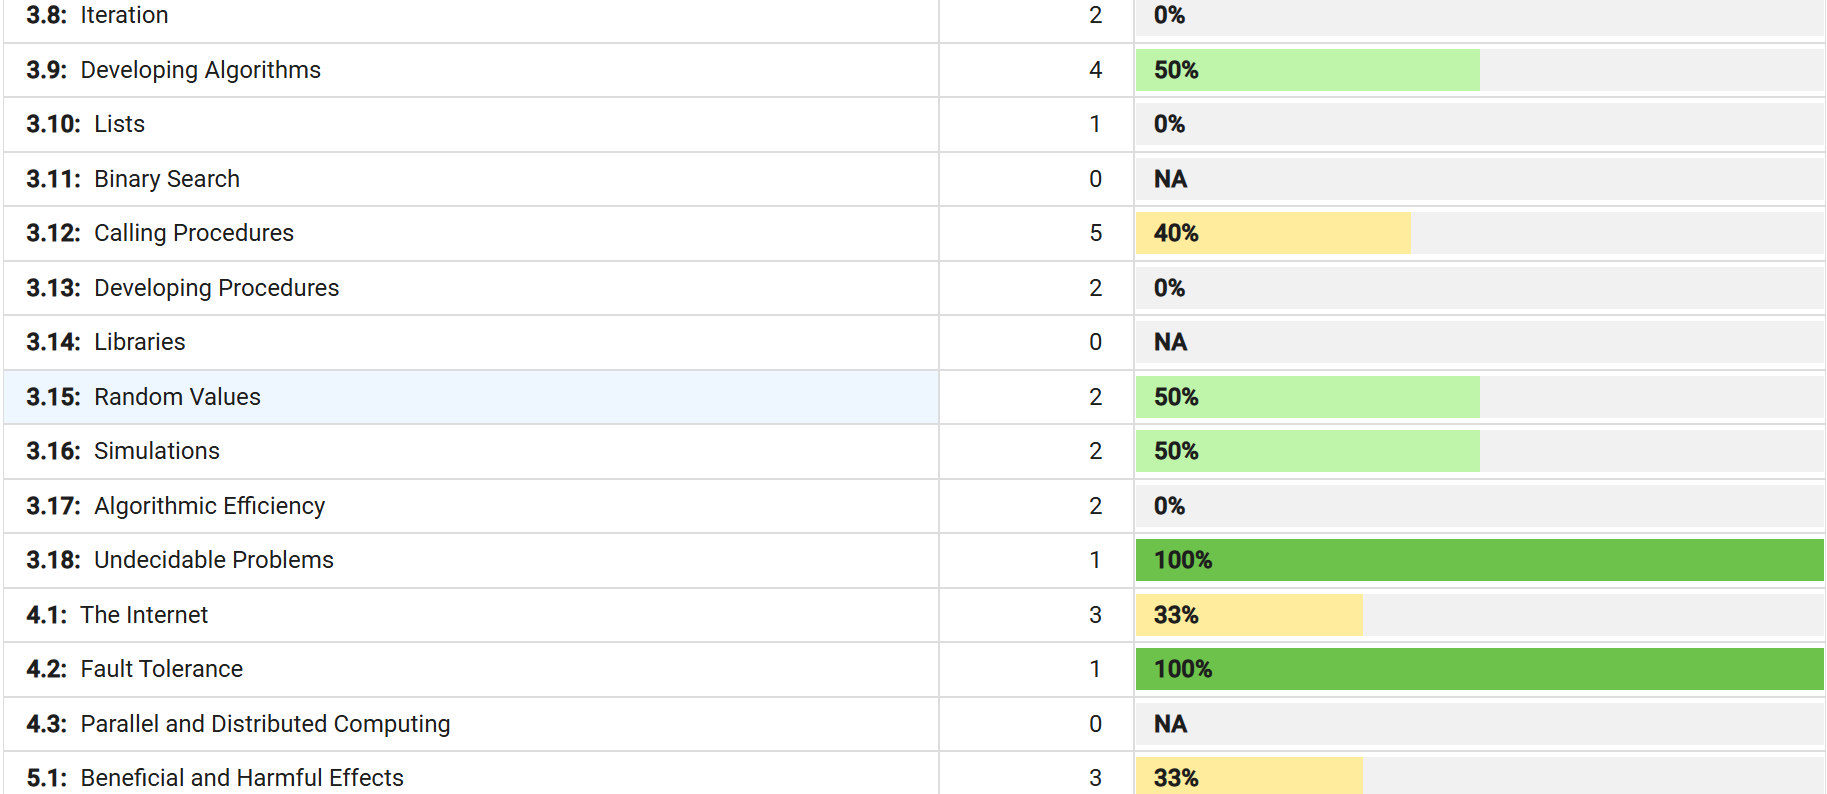 3.8: Iteration 2 0%
3.9: Developing Algorithms 4 50%
3.10: Lists 1 0%
3.11: Binary Search 0 NA
3.12: Calling Procedures 5 40%
3.13: Developing Procedures 2 0%
3.14: Libraries 0 NA
3.15: Random Values 2 50%
3.16: Simulations 2 50%
3.17: Algorithmic Efficiency 2 0%
3.18: Undecidable Problems 1 100%
4.1: The Internet 3 33%
4.2: Fault Tolerance 1 100%
4.3: Parallel and Distributed Computing 0 NA
5.1: Beneficial and Harmful Effects 3 33%